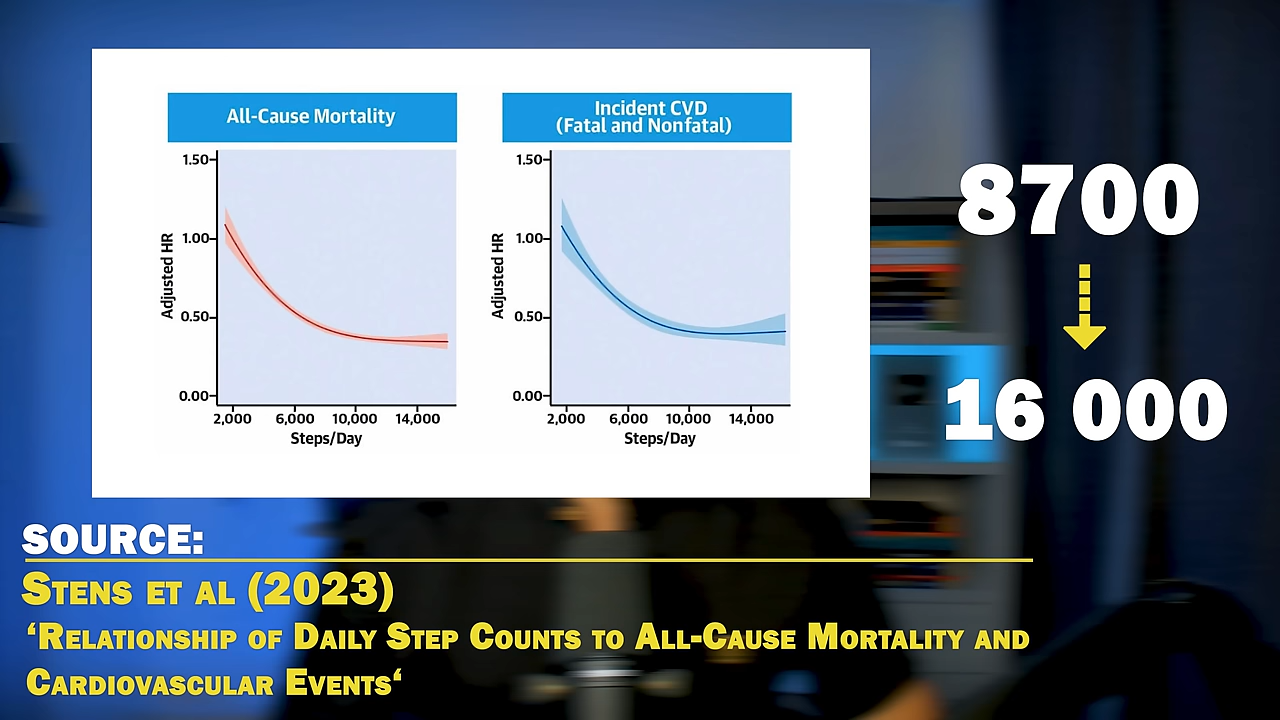 All-Cause Mortality
1.50
1.00
0.50
0.00
Adjusted HR
2,000 6,000 10,000 14,000
Steps/Day
Incident CVD
(Fatal and Nonfatal)
1.50
1.00
0.50
0.00
Adjusted HR
2,000 6,000 10,000 14,000
Steps/Day
8700
16 000
SOURCE:
STENS ET AL (2023)
‘RELATIONSHIP OF DAILY STEP COUNTS TO ALL-CAUSE MORTALITY AND
CARDIOVASCULAR EVENTS‘